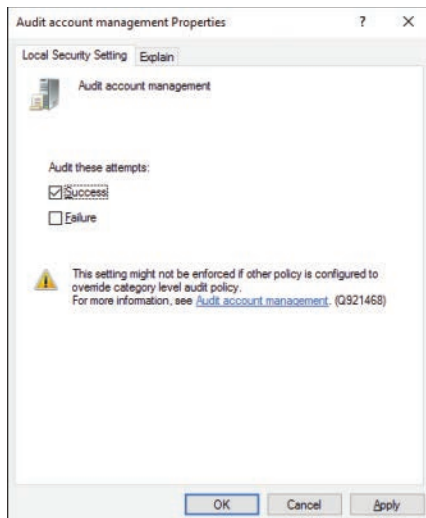 Audit account management Properties
? ×
Local Security Setting Explain
Audit account management
Audit these attempts:
Success
Failure
This setting might not be enforced if other policy is configured to
override category level audit policy.
For more information, see Audit account management. (Q921468)
OK Cancel Apply